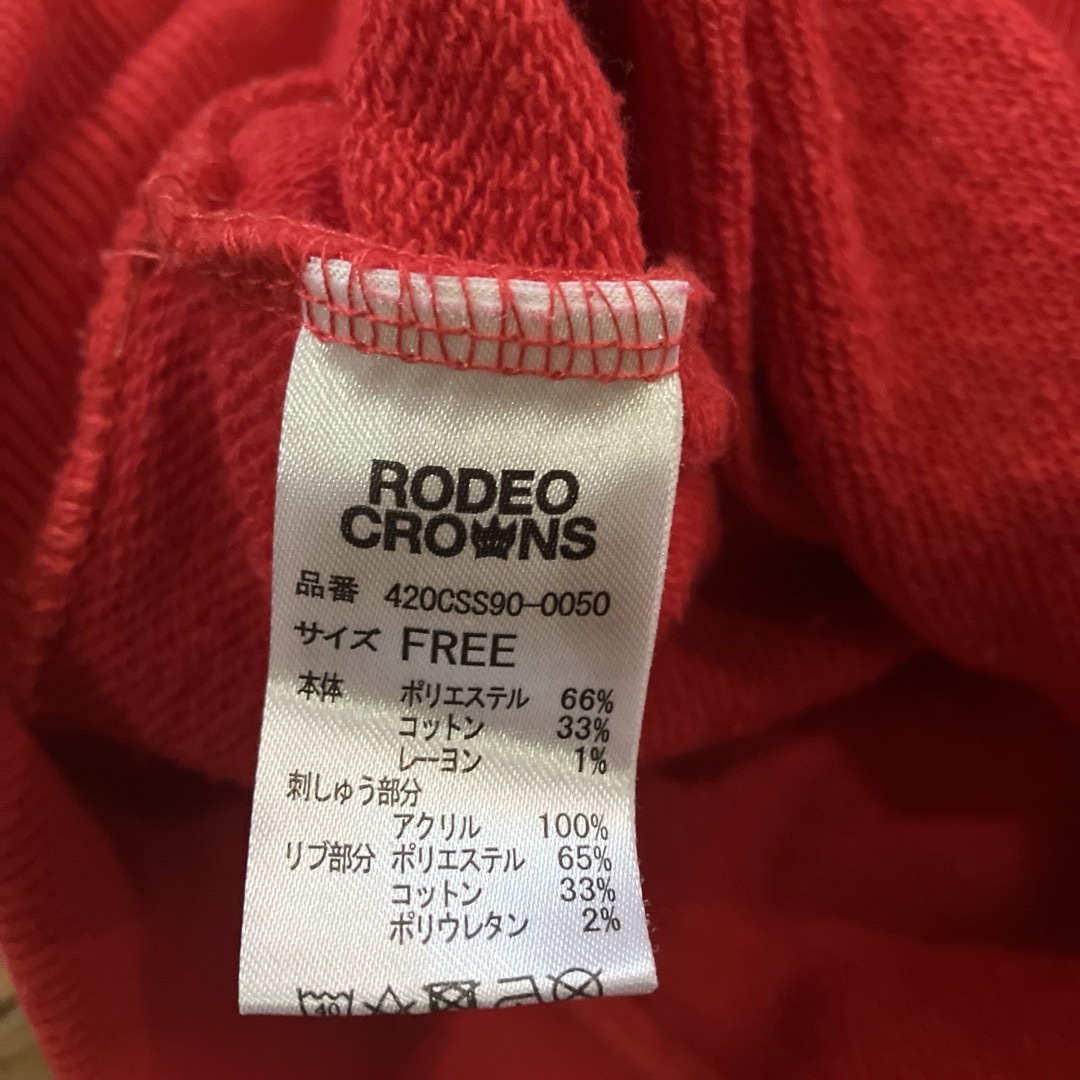 RODEO
CROWNS
品番 420CSS90-0050
サイズ FREE
本体 ポリエステル 66%
コットン 33%
レーヨン 1%
刺しゅう部分
アクリル 100%
リブ部分 ポリエステル 65%
コットン 33%
ポリウレタン 2%
40